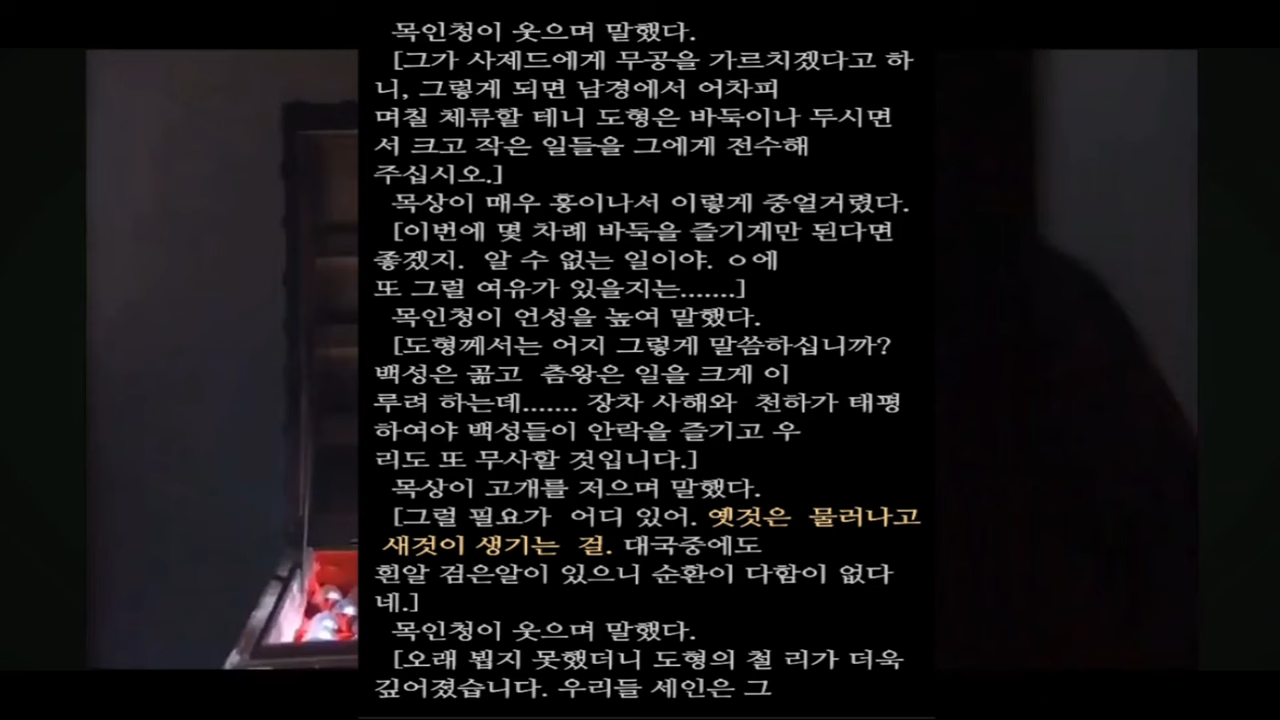 목인청이 웃으며 말했다.
[그가 사제드에게 무공을 가르치겠다고 하
니, 그렇게 되면 남경에서 어차피
며칠 체류할 테니 도형은 바둑이나 두시면
서 크고 작은 일들을 그에게 전수해
주십시오.]
목상이 매우 흥이나서 이렇게 중얼거렸다.
[이번에 몇 차례 바둑을 즐기게만 된다면
좋겠지. 알 수 없는 일이야. ㅇ에
또 그럴 여유가 있을지는.......]
목인청이 언성을 높여 말했다.
[도형께서는 어지 그렇게 말씀하십니까?
백성은 곪고 츰왕은 일을 크게 이
루려 하는데....... 장차 사해와 천하가 태평
하여야 백성들이 안락을 즐기고 우
리도 또 무사할 것입니다.]
목상이 고개를 저으며 말했다.
[그럴 필요가 어디 있어. 옛것은 물러나고
새것이 생기는 걸. 대국중에도
흰알 검은알이 있으니 순환이 다함이 없다
네.]
목인청이 웃으며 말했다.
[오래 뵙지 못했더니 도형의 철 리가 더욱
깊어졌습니다. 우리들 세인은 그